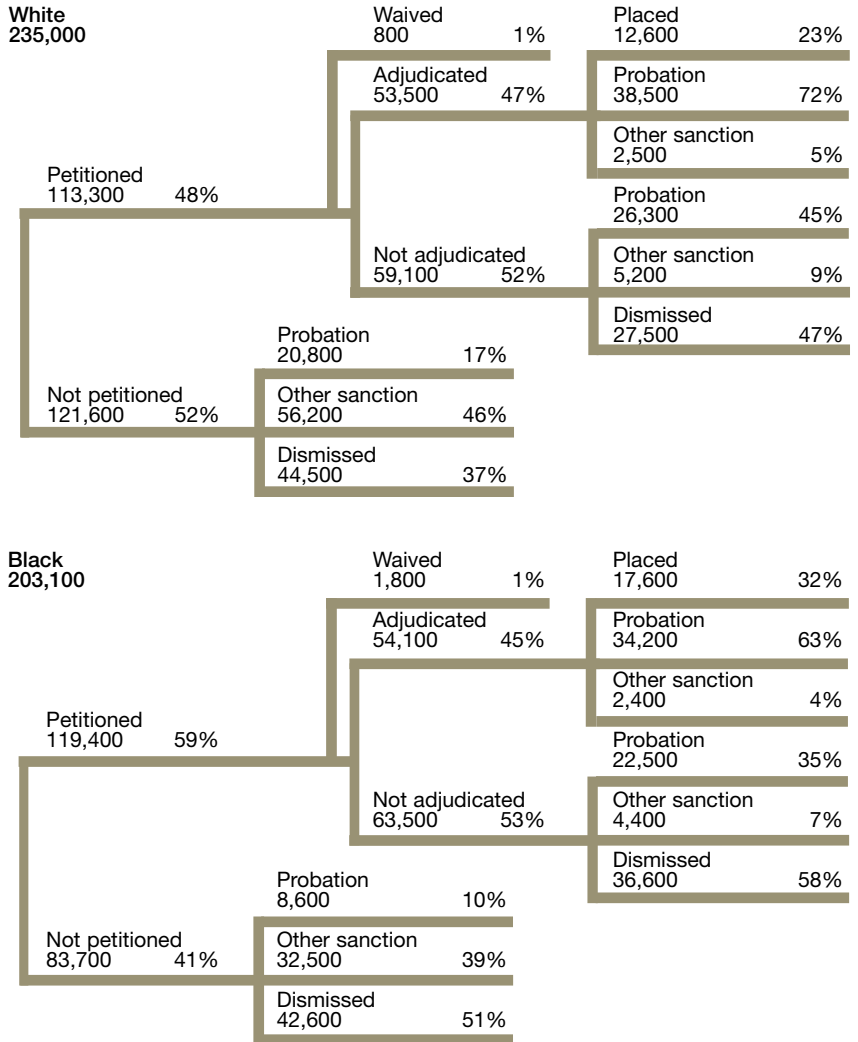 White
235,000
Waived
800 1%
Placed
12,600 23%
Adjudicated
53,500 47%
Probation
38,500 72%
Other sanction
2,500 5%
Petitioned
113,300 48%
Probation
26,300 45%
Not adjudicated
59,100 52%
Other sanction
5,200 9%
Dismissed
27,500 47%
Probation
20,800 17%
Not petitioned
121,600 52%
Other sanction
56,200 46%
Dismissed
44,500 37%
Black
203,100
Waived
1,800 1%
Placed
17,600 32%
Adjudicated
54,100 45%
Probation
34,200 63%
Other sanction
2,400 4%
Petitioned
119,400 59%
Probation
22,500 35%
Not adjudicated
63,500 53%
Other sanction
4,400 7%
Dismissed
36,600 58%
Probation
8,600 10%
Not petitioned
83,700 41%
Other sanction
32,500 39%
Dismissed
42,600 51%